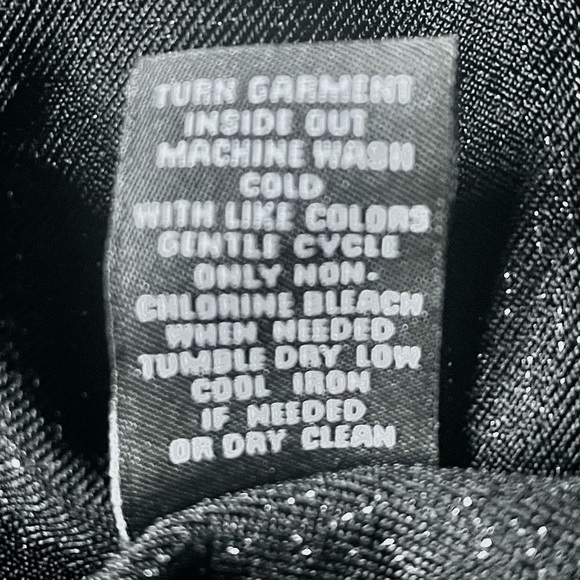 TURN GARMENT
INSIDE OUT
MACHINE WASH
COLD
WITH LIKE COLORS
GENTLE CYCLE
ONLY NON-
CHLORINE BLEACH
WHEN NEEDED
TUMBLE DRY LOW
COOL IRON
IF NEEDED
OR DRY CLEAN